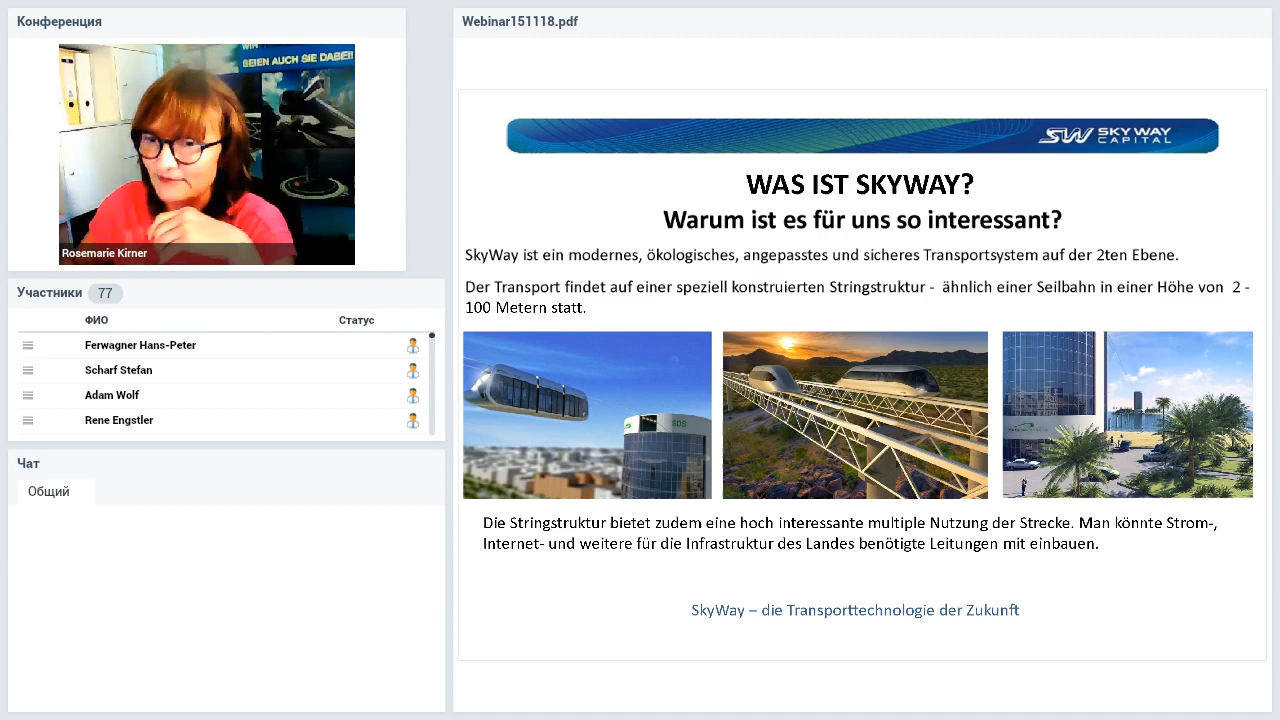 Конференция
WIR
SEIEN AUCH SIE DABEI!
Rosemarie Kirner
Участники 77
ФИО Статус
Ferwagner Hans-Peter
Scharf Stefan
Adam Wolf
Rene Engstler
Чат
Общий
Webinar151118.pdf
SW SKY WAY
CAPITAL
WAS IST SKYWAY?
Warum ist es für uns so interessant?
SkyWay ist ein modernes, ökologisches, angepasstes und sicheres Transportsystem auf der 2ten Ebene.
Der Transport findet auf einer speziell konstruierten Stringstruktur - ähnlich einer Seilbahn in einer Höhe von 2 -
100 Metern statt.
SDS
Die Stringstruktur bietet zudem eine hoch interessante multiple Nutzung der Strecke. Man könnte Strom-,
Internet- und weitere für die Infrastruktur des Landes benötigte Leitungen mit einbauen.
SkyWay – die Transporttechnologie der Zukunft